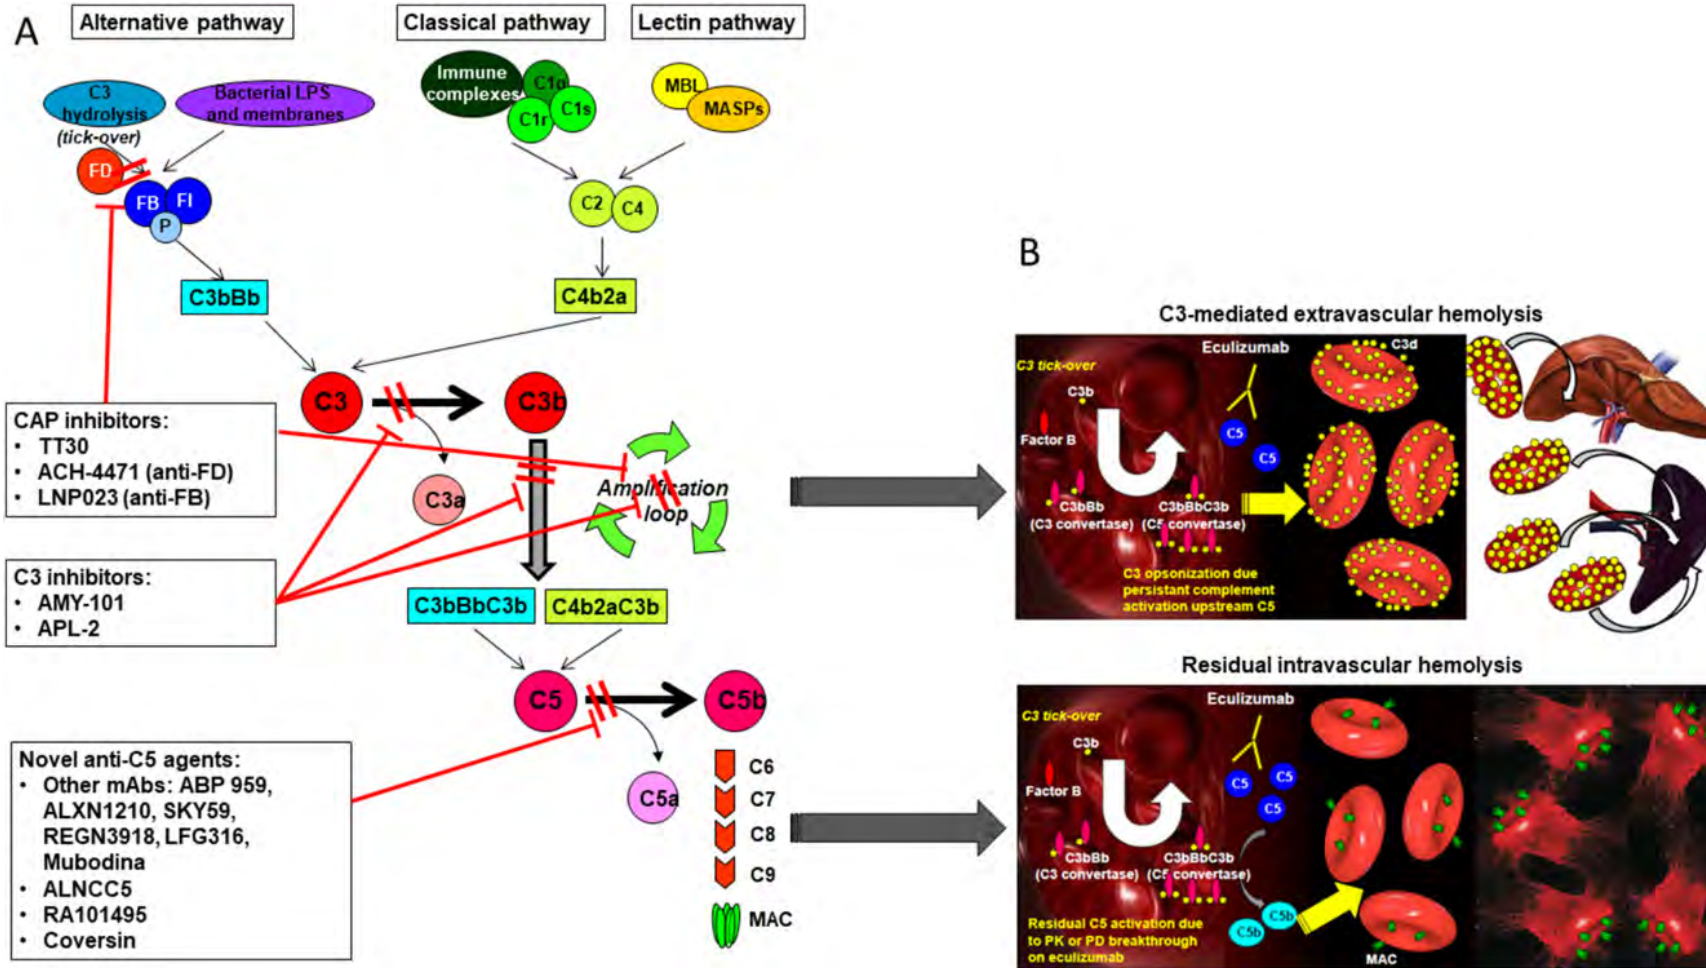 A
Alternative pathway
Classical pathway
Lectin pathway
C3
hydrolysis
(tick-over)
Bacterial LPS
and membranes
Immune
complexes
C1q
C1r
C1s
MBL
MASPs
FD
FB
FI
P
C2
C4
C3bBb
C4b2a
C3
C3b
C3a
Amplification
loop
CAP inhibitors:
• TT30
• ACH-4471 (anti-FD)
• LNP023 (anti-FB)
C3 inhibitors:
• AMY-101
• APL-2
C3bBbC3b
C4b2aC3b
C5
C5b
C5a
C6
C7
C8
C9
MAC
Novel anti-C5 agents:
• Other mAbs: ABP 959,
ALXN1210, SKY59,
REGN3918, LFG316,
Mubodina
• ALNCC5
• RA101495
• Coversin
B
C3-mediated extravascular hemolysis
C3 tick-over
Eculizumab
C3d
C3b
Factor B
C5
C5
C3bBb
(C3 convertase)
C3bBbC3b
(C5 convertase)
C3 opsonization due
persistant complement
activation upstream C5
Residual intravascular hemolysis
C3 tick-over
Eculizumab
C3b
Factor B
C5
C5
C5
C3bBb
(C3 convertase)
C3bBbC3b
(C5 convertase)
C5b
C5b
Residual C5 activation due
to PK or PD breakthrough
on eculizumab
MAC